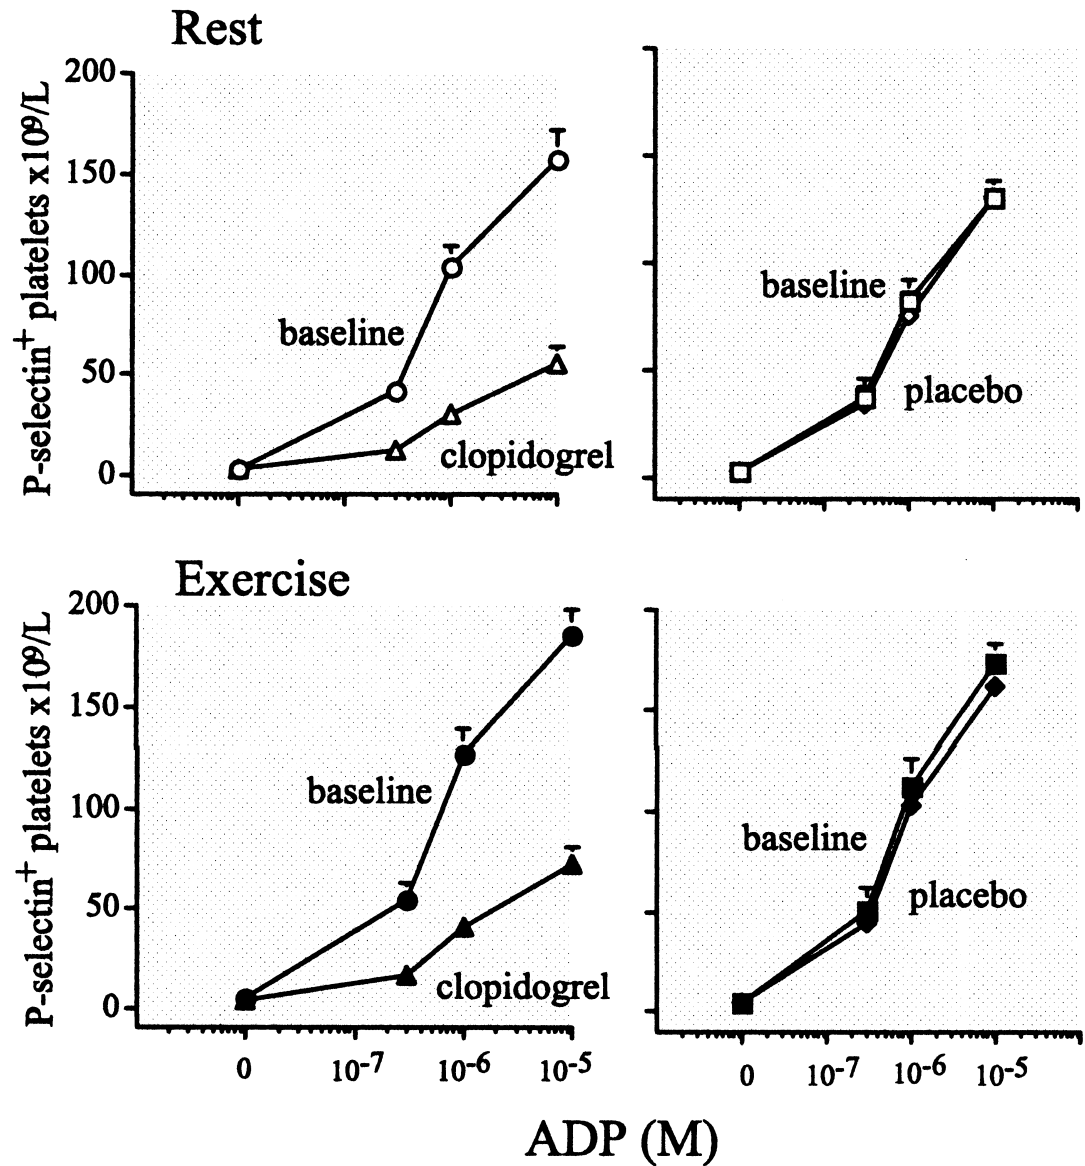 Rest
P-selectin⁺ platelets x10⁹/L
200
150
100
50
0
baseline
clopidogrel
baseline
placebo
Exercise
P-selectin⁺ platelets x10⁹/L
200
150
100
50
0
baseline
clopidogrel
baseline
placebo
0 10⁻⁷ 10⁻⁶ 10⁻⁵
0 10⁻⁷ 10⁻⁶ 10⁻⁵
ADP (M)